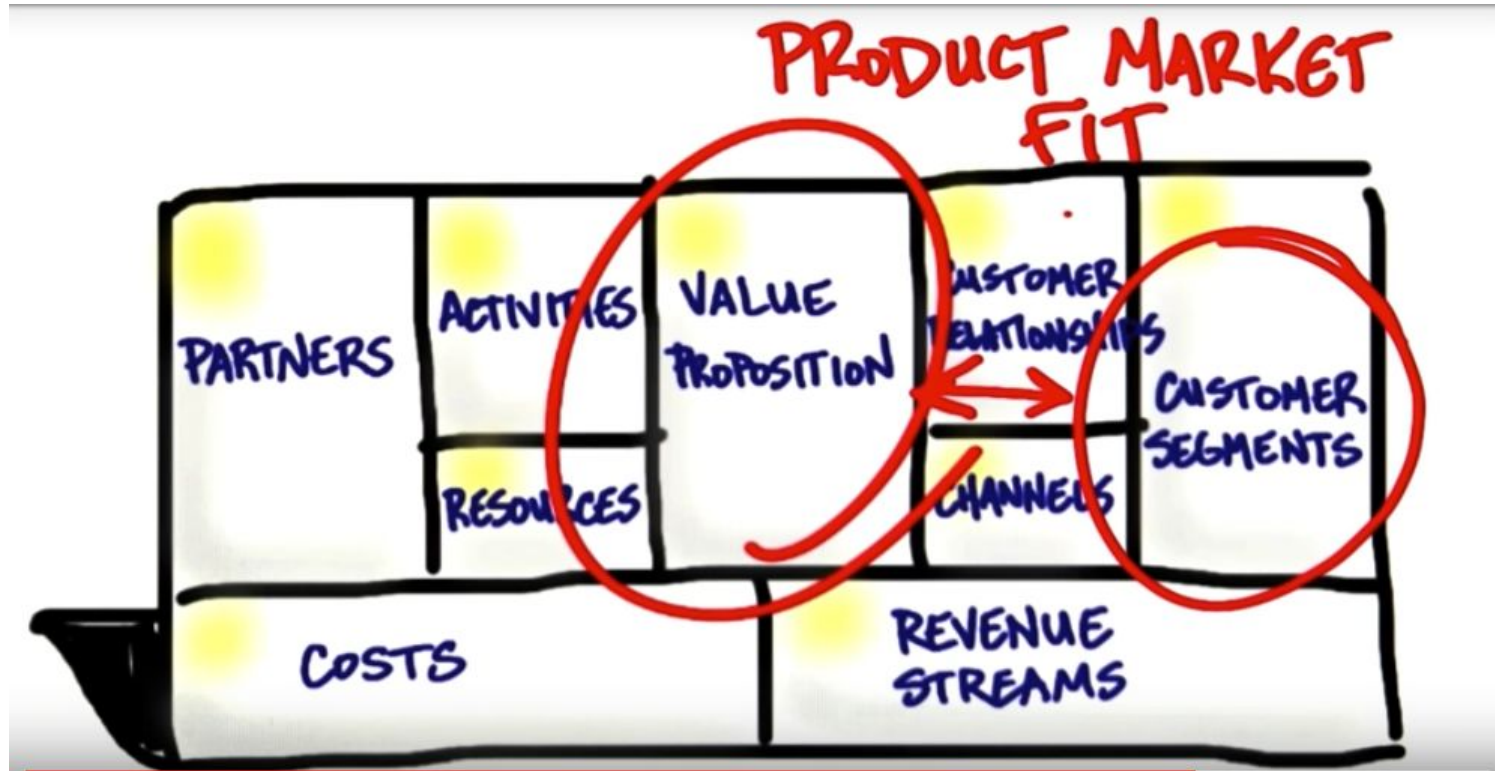 PRODUCT MARKET
FIT
PARTNERS
ACTIVITIES
RESOURCES
VALUE
PROPOSITION
CUSTOMER
RELATIONSHIPS
CHANNELS
CUSTOMER
SEGMENTS
COSTS
REVENUE
STREAMS